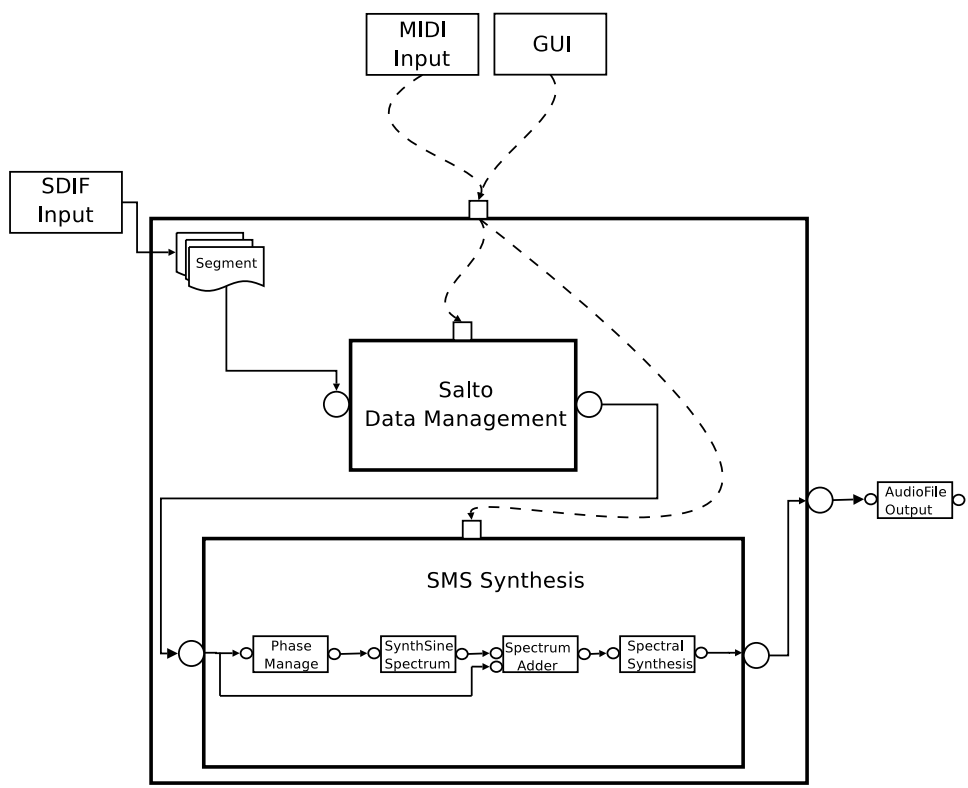 MIDI
Input
GUI
SDIF
Input
Segment
Salto
Data Management
AudioFile
Output
SMS Synthesis
Phase
Manage
SynthSine
Spectrum
Spectrum
Adder
Spectral
Synthesis